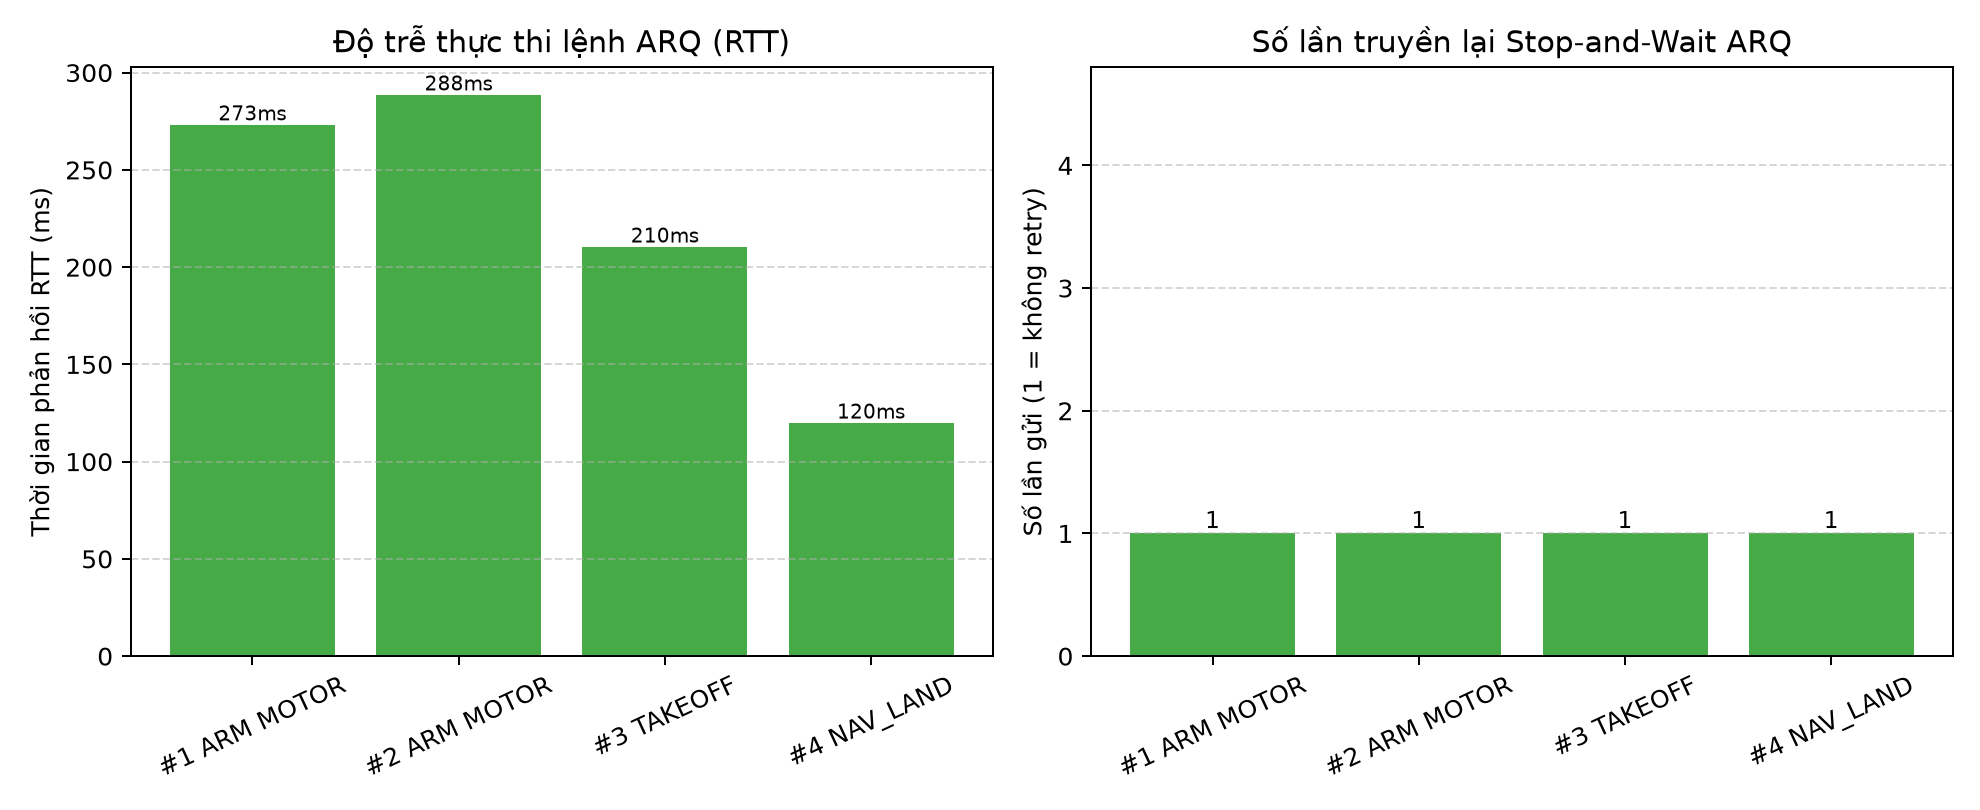 Độ trễ thực thi lệnh ARQ (RTT)
Thời gian phản hồi RTT (ms)
300
250
200
150
100
50
0
273ms
288ms
210ms
120ms
#1 ARM MOTOR
#2 ARM MOTOR
#3 TAKEOFF
#4 NAV_LAND
Số lần truyền lại Stop-and-Wait ARQ
Số lần gửi (1 = không retry)
4
3
2
1
0
1
1
1
1
#1 ARM MOTOR
#2 ARM MOTOR
#3 TAKEOFF
#4 NAV_LAND